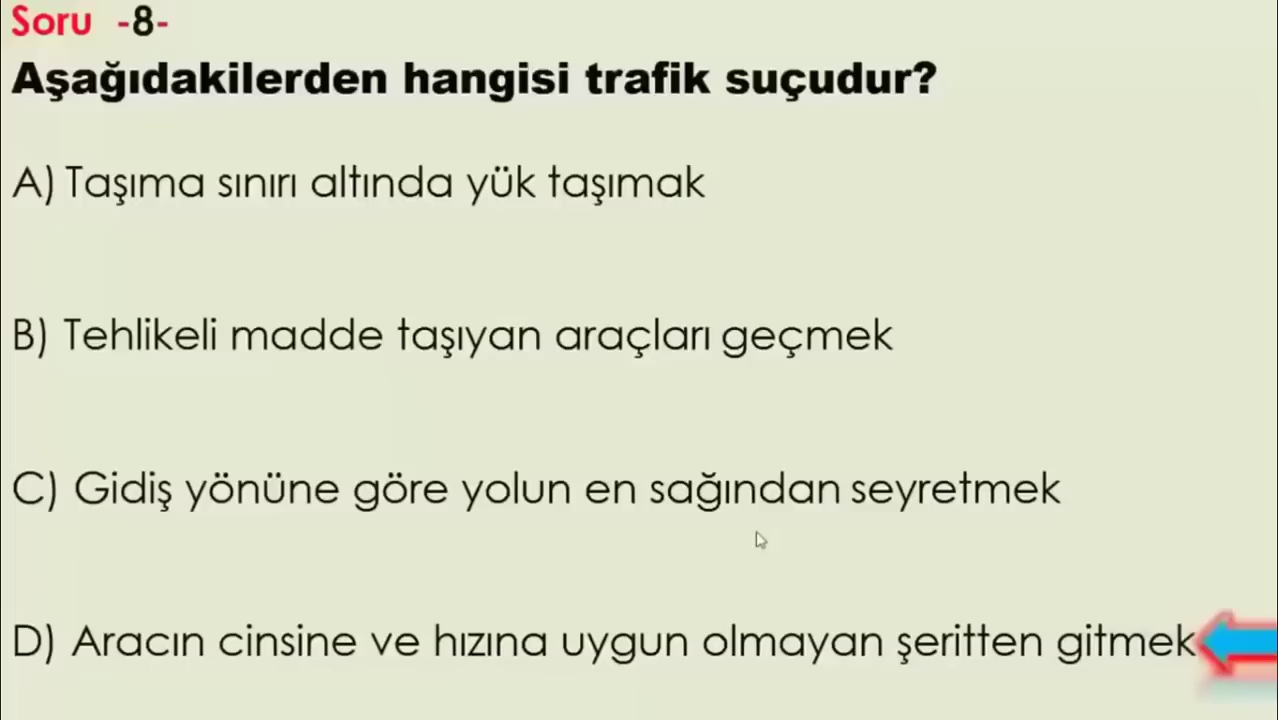 Soru -8-
Aşağıdakilerden hangisi trafik suçudur?
A) Taşıma sınırı altında yük taşımak
B) Tehlikeli madde taşıyan araçları geçmek
C) Gidiş yönüne göre yolun en sağından seyretmek
D) Aracın cinsine ve hızına uygun olmayan şeritten gitmek